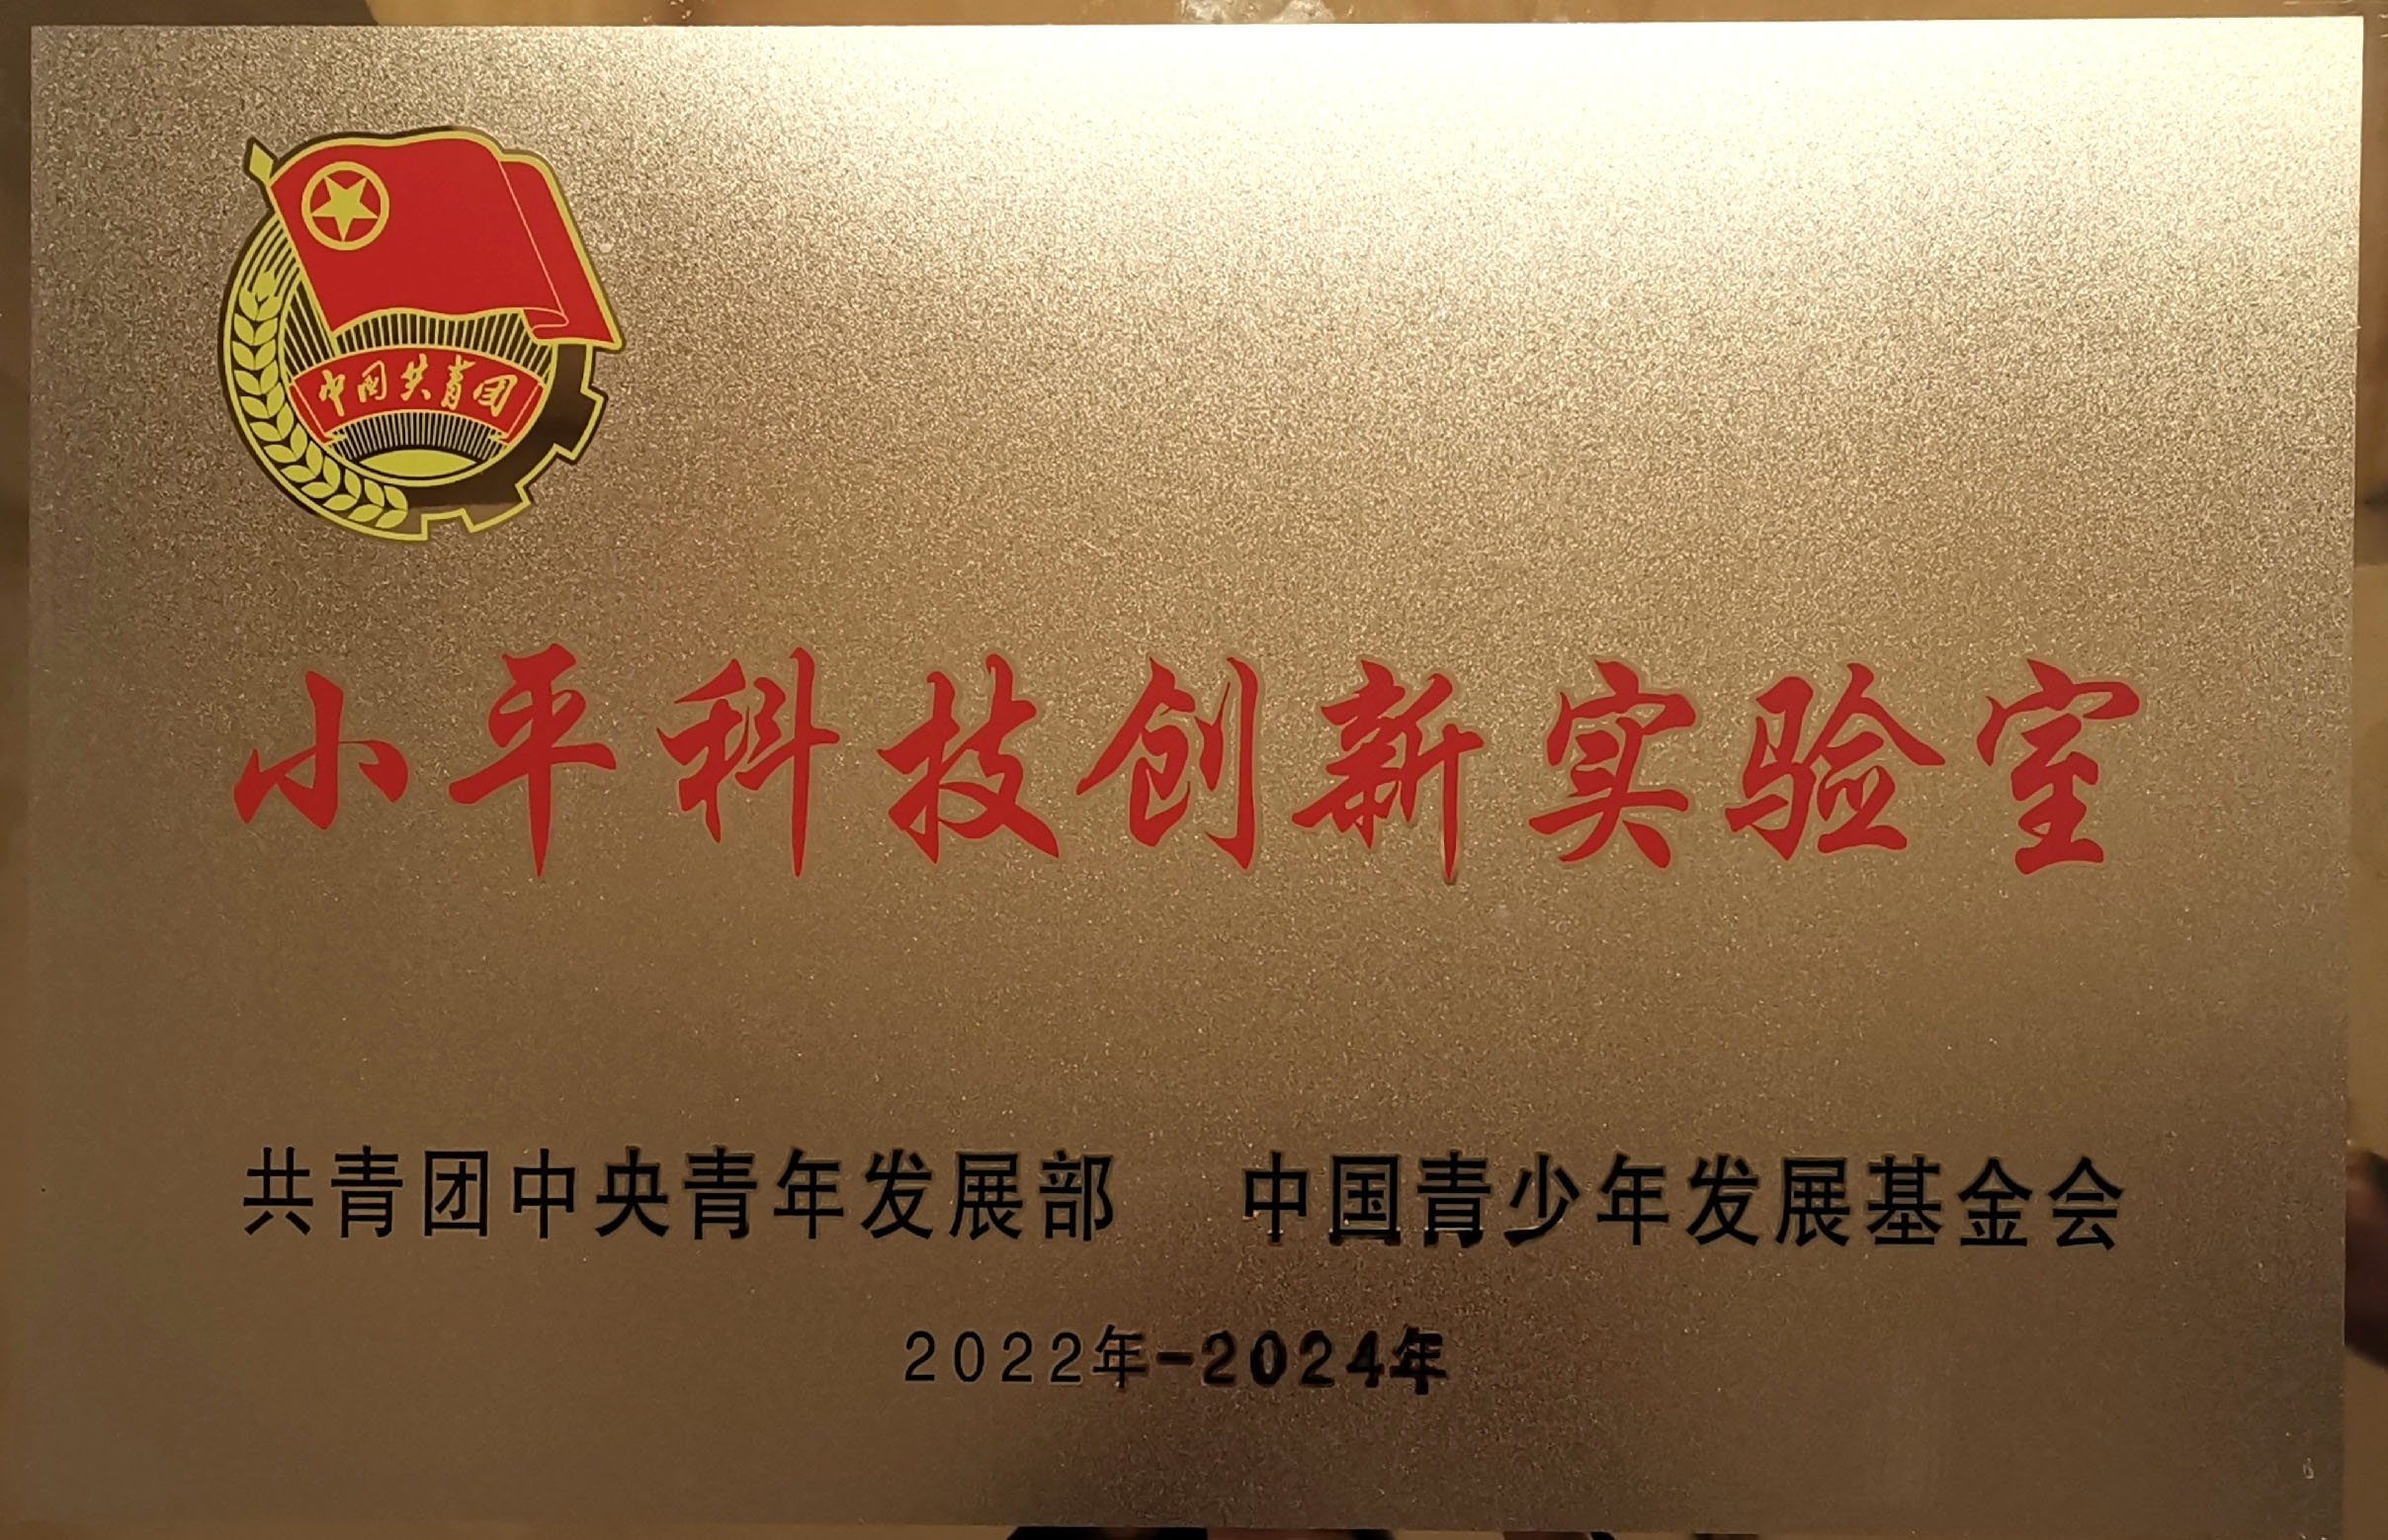 中国共青团
小平科技创新实验室
共青团中央青年发展部 中国青少年发展基金会
2022年-2024年